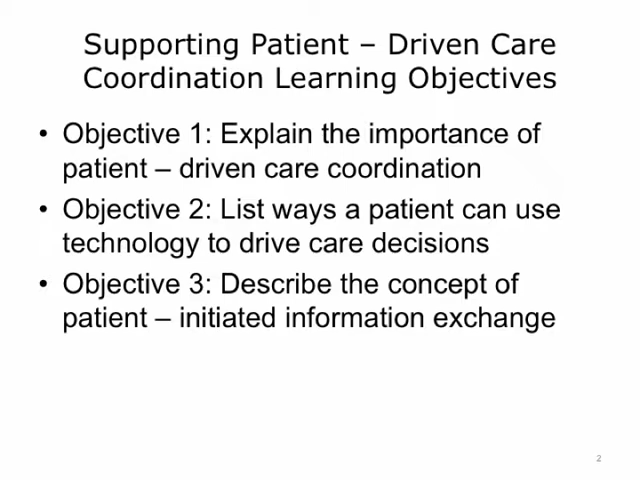 Supporting Patient – Driven Care
Coordination Learning Objectives
• Objective 1: Explain the importance of
patient – driven care coordination
• Objective 2: List ways a patient can use
technology to drive care decisions
• Objective 3: Describe the concept of
patient – initiated information exchange
2